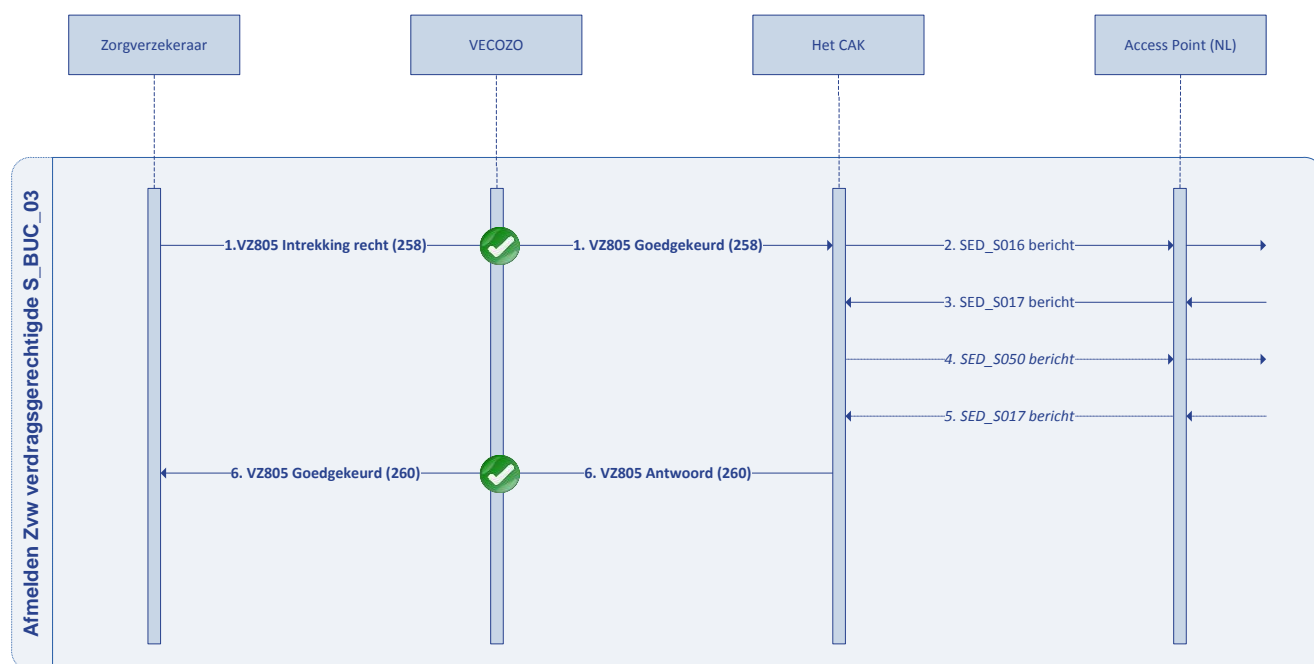 Zorgverzekeraar
VECOZO
Het CAK
Access Point (NL)
Afmelden Zvw verdragsgerechtigde S_BUC_03
1.VZ805 Intrekking recht (258)
1. VZ805 Goedgekeurd (258)
2. SED_S016 bericht
3. SED_S017 bericht
4. SED_S050 bericht
5. SED_S017 bericht
6. VZ805 Goedgekeurd (260)
6. VZ805 Antwoord (260)